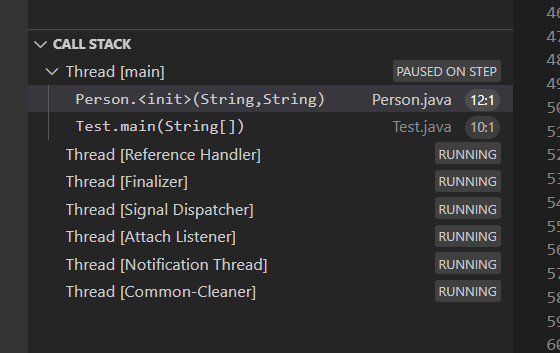 CALL STACK
Thread [main] PAUSED ON STEP
Person.<init>(String,String) Person.java 12:1
Test.main(String[]) Test.java 10:1
Thread [Reference Handler] RUNNING
Thread [Finalizer] RUNNING
Thread [Signal Dispatcher] RUNNING
Thread [Attach Listener] RUNNING
Thread [Notification Thread] RUNNING
Thread [Common-Cleaner] RUNNING
46
47
48
49
50
51
52
53
54
55
56
57
58
59